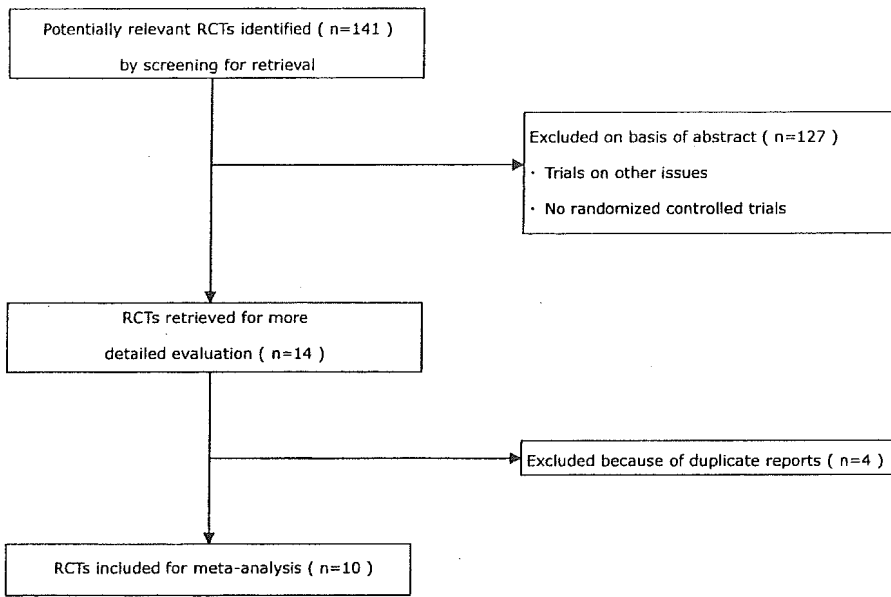 Potentially relevant RCTs identified ( n=141 )
by screening for retrieval
Excluded on basis of abstract ( n=127 )
· Trials on other issues
· No randomized controlled trials
RCTs retrieved for more
detailed evaluation ( n=14 )
Excluded because of duplicate reports ( n=4 )
RCTs included for meta-analysis ( n=10 )